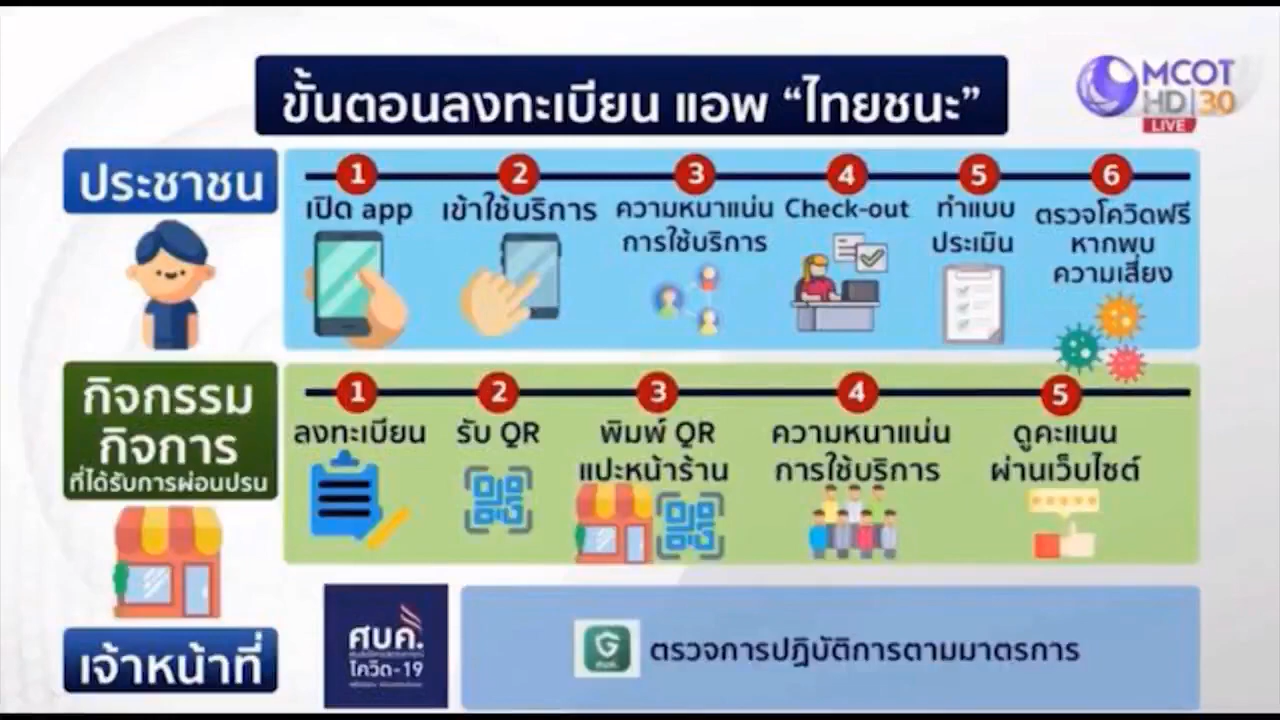 ขั้นตอนลงทะเบียน แอพ “ไทยชนะ”
MCOT
HD 30
LIVE
ประชาชน
1
เปิด app
2
เข้าใช้บริการ
3
ความหนาแน่น
การใช้บริการ
4
Check-out
5
ทำแบบ
ประเมิน
6
ตรวจโควิดฟรี
หากพบ
ความเสี่ยง
กิจกรรม
กิจการ
ที่ได้รับการผ่อนปรน
1
ลงทะเบียน
2
รับ QR
3
พิมพ์ QR
แปะหน้าร้าน
4
ความหนาแน่น
การใช้บริการ
5
ดูคะแนน
ผ่านเว็บไซต์
เจ้าหน้าที่
ศบค.
โควิด-19
ศบค.
ตรวจการปฏิบัติการตามมาตรการ